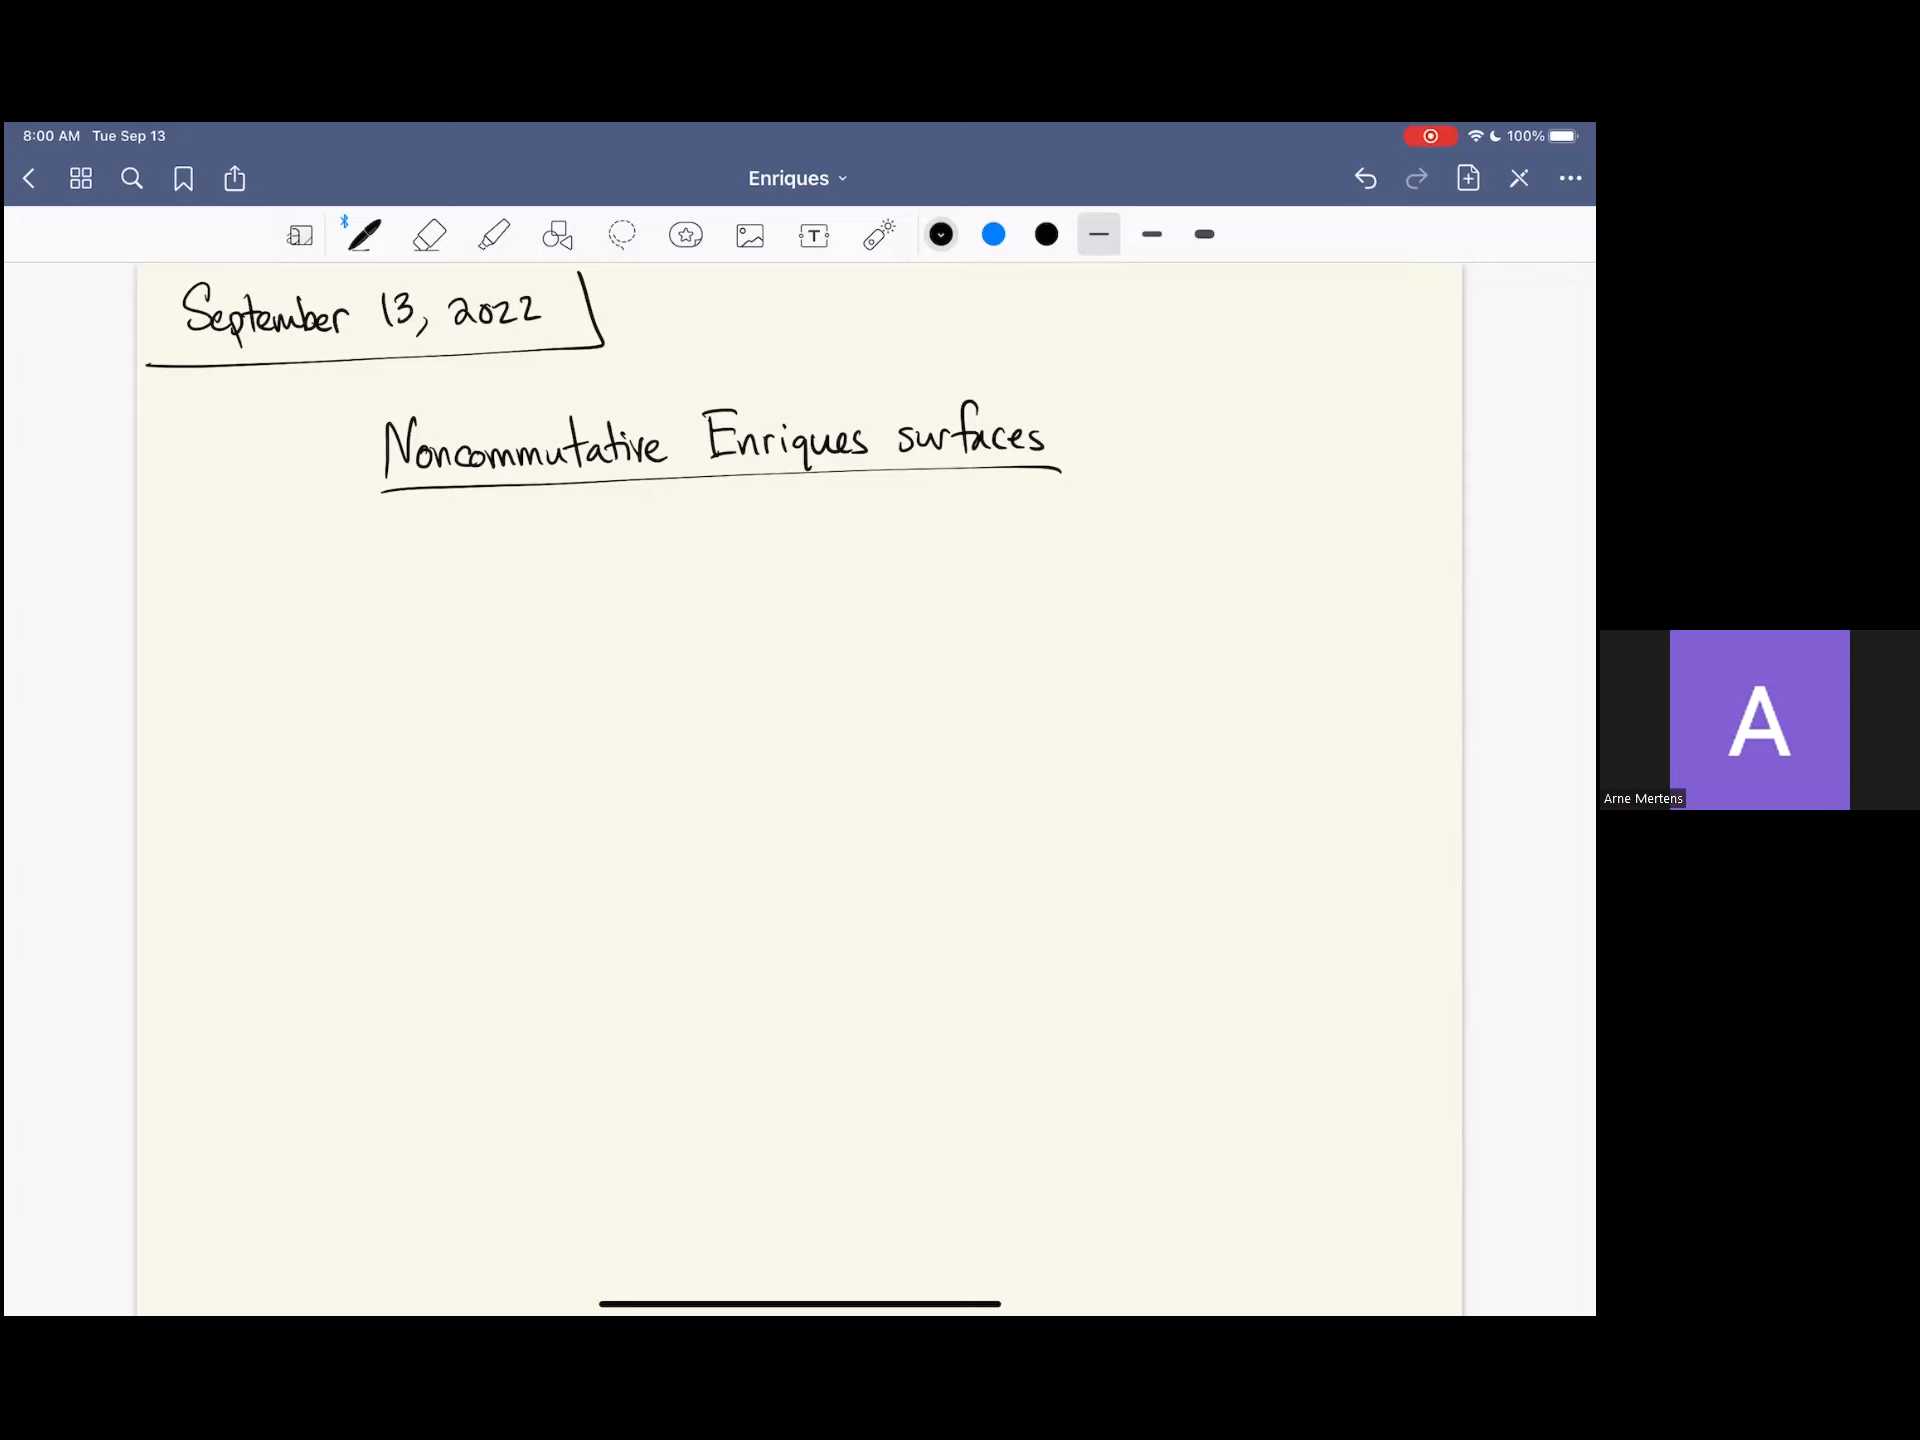 8:00 AM Tue Sep 13
100%
Enriques
T
September 13, 2022
Noncommutative Enriques surfaces
A
Arne Mertens